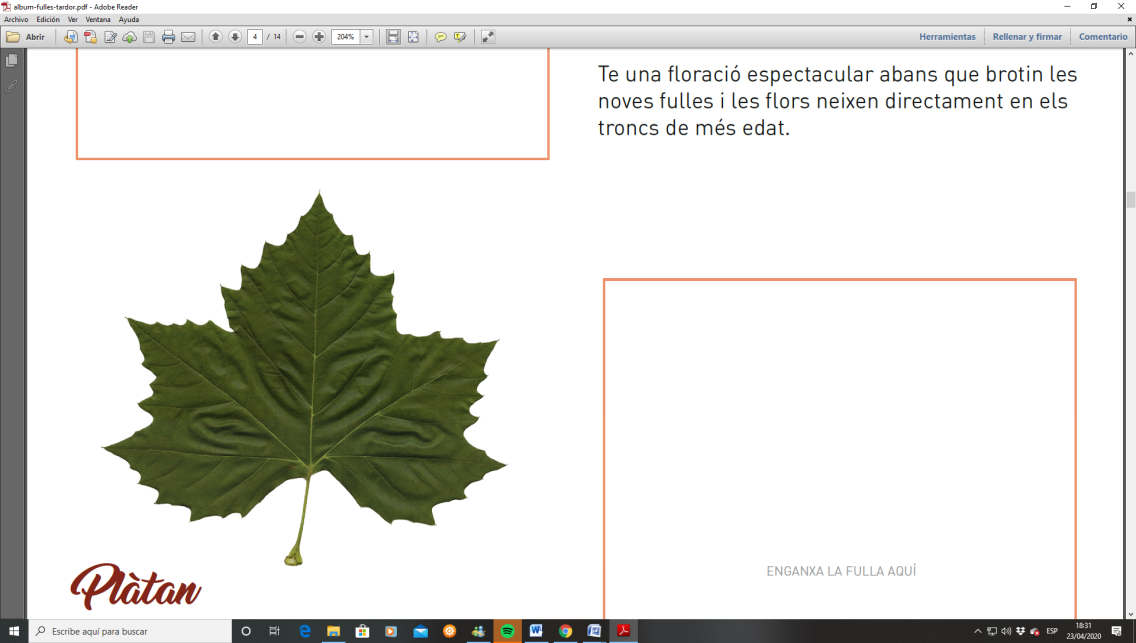 album-fulles-tardor.pdf - Adobe Reader
Archivo Edición Ver Ventana Ayuda
Abrir 4 / 14 204% Herramientas Rellenar y firmar Comentario
Te una floració espectacular abans que brotin les
noves fulles i les flors neixen directament en els
troncs de més edat.
ENGANXA LA FULLA AQUÍ
Plàtan
Escribe aquí para buscar
ESP
18:31
23/04/2020